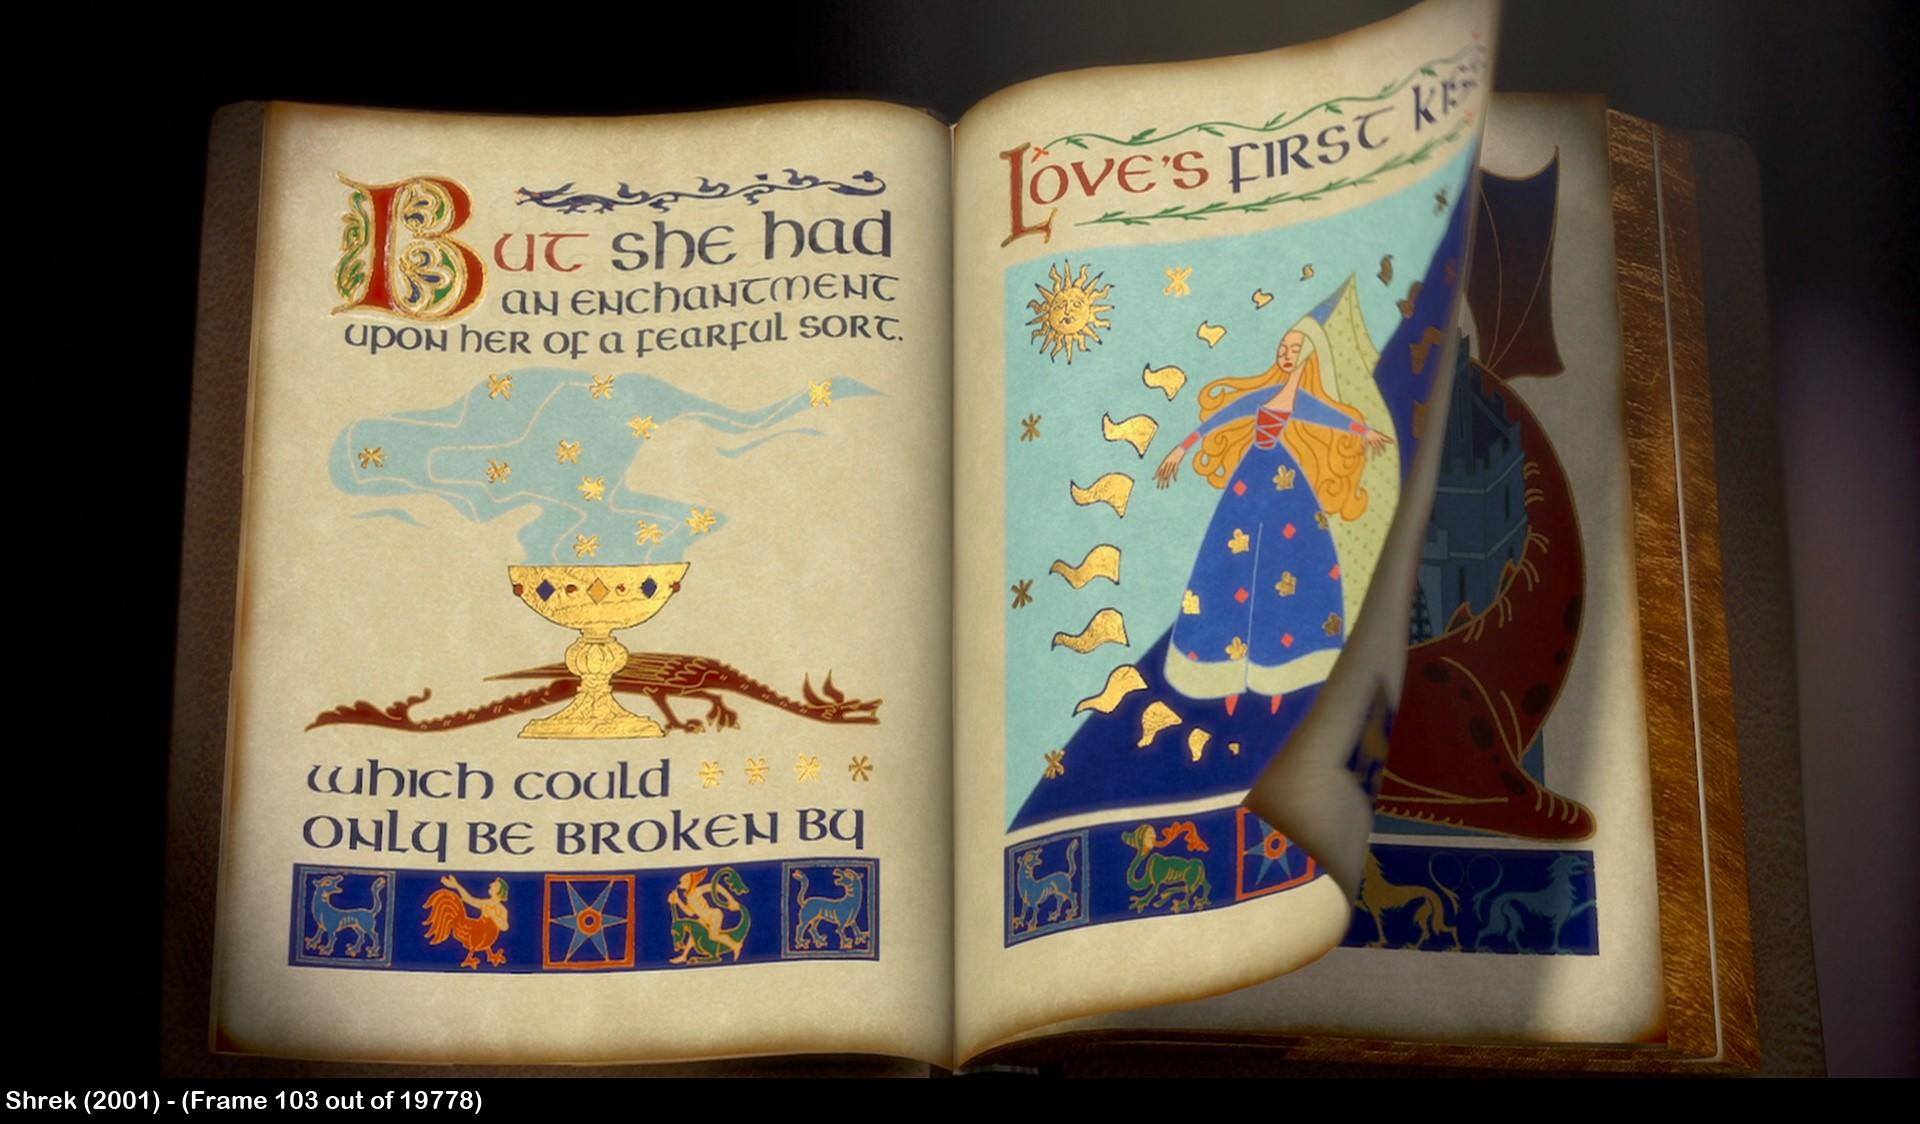 But she had
an enchantment
upon her of a fearful sort.
which could
only be broken by
Love's first kiss
Shrek (2001) - (Frame 103 out of 19778)